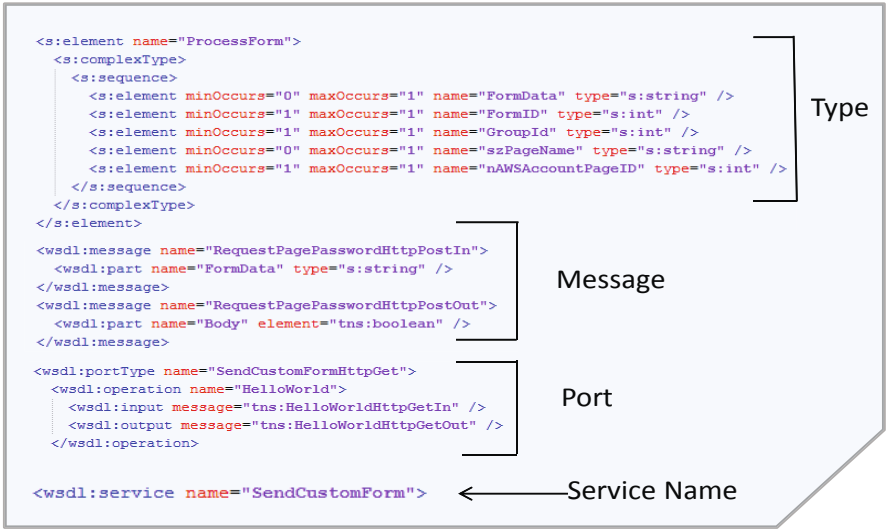 <s:element name="ProcessForm">
<s:complexType>
<s:sequence>
<s:element minOccurs="0" maxOccurs="1" name="FormData" type="s:string" />
<s:element minOccurs="1" maxOccurs="1" name="FormID" type="s:int" />
<s:element minOccurs="1" maxOccurs="1" name="GroupId" type="s:int" />
<s:element minOccurs="0" maxOccurs="1" name="szPageName" type="s:string" />
<s:element minOccurs="1" maxOccurs="1" name="nAWSAccountPageID" type="s:int" />
</s:sequence>
</s:complexType>
</s:element>
Type
<wsdl:message name="RequestPagePasswordHttpPostIn">
<wsdl:part name="FormData" type="s:string" />
</wsdl:message>
<wsdl:message name="RequestPagePasswordHttpPostOut">
<wsdl:part name="Body" element="tns:boolean" />
</wsdl:message>
Message
<wsdl:portType name="SendCustomFormHttpGet">
<wsdl:operation name="HelloWorld">
<wsdl:input message="tns:HelloWorldHttpGetIn" />
<wsdl:output message="tns:HelloWorldHttpGetOut" />
</wsdl:operation>
Port
<wsdl:service name="SendCustomForm">
Service Name